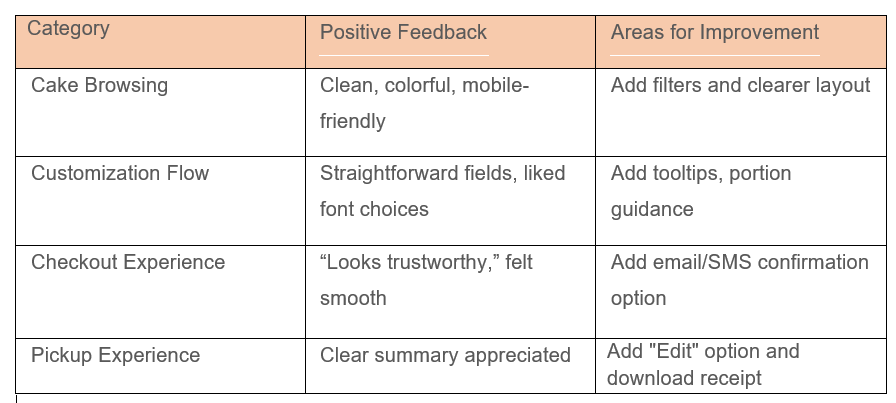 Category
Positive Feedback
Areas for Improvement
Cake Browsing
Clean, colorful, mobile-
friendly
Add filters and clearer layout
Customization Flow
Straightforward fields, liked
font choices
Add tooltips, portion
guidance
Checkout Experience
“Looks trustworthy,” felt
smooth
Add email/SMS confirmation
option
Pickup Experience
Clear summary appreciated
Add "Edit" option and
download receipt